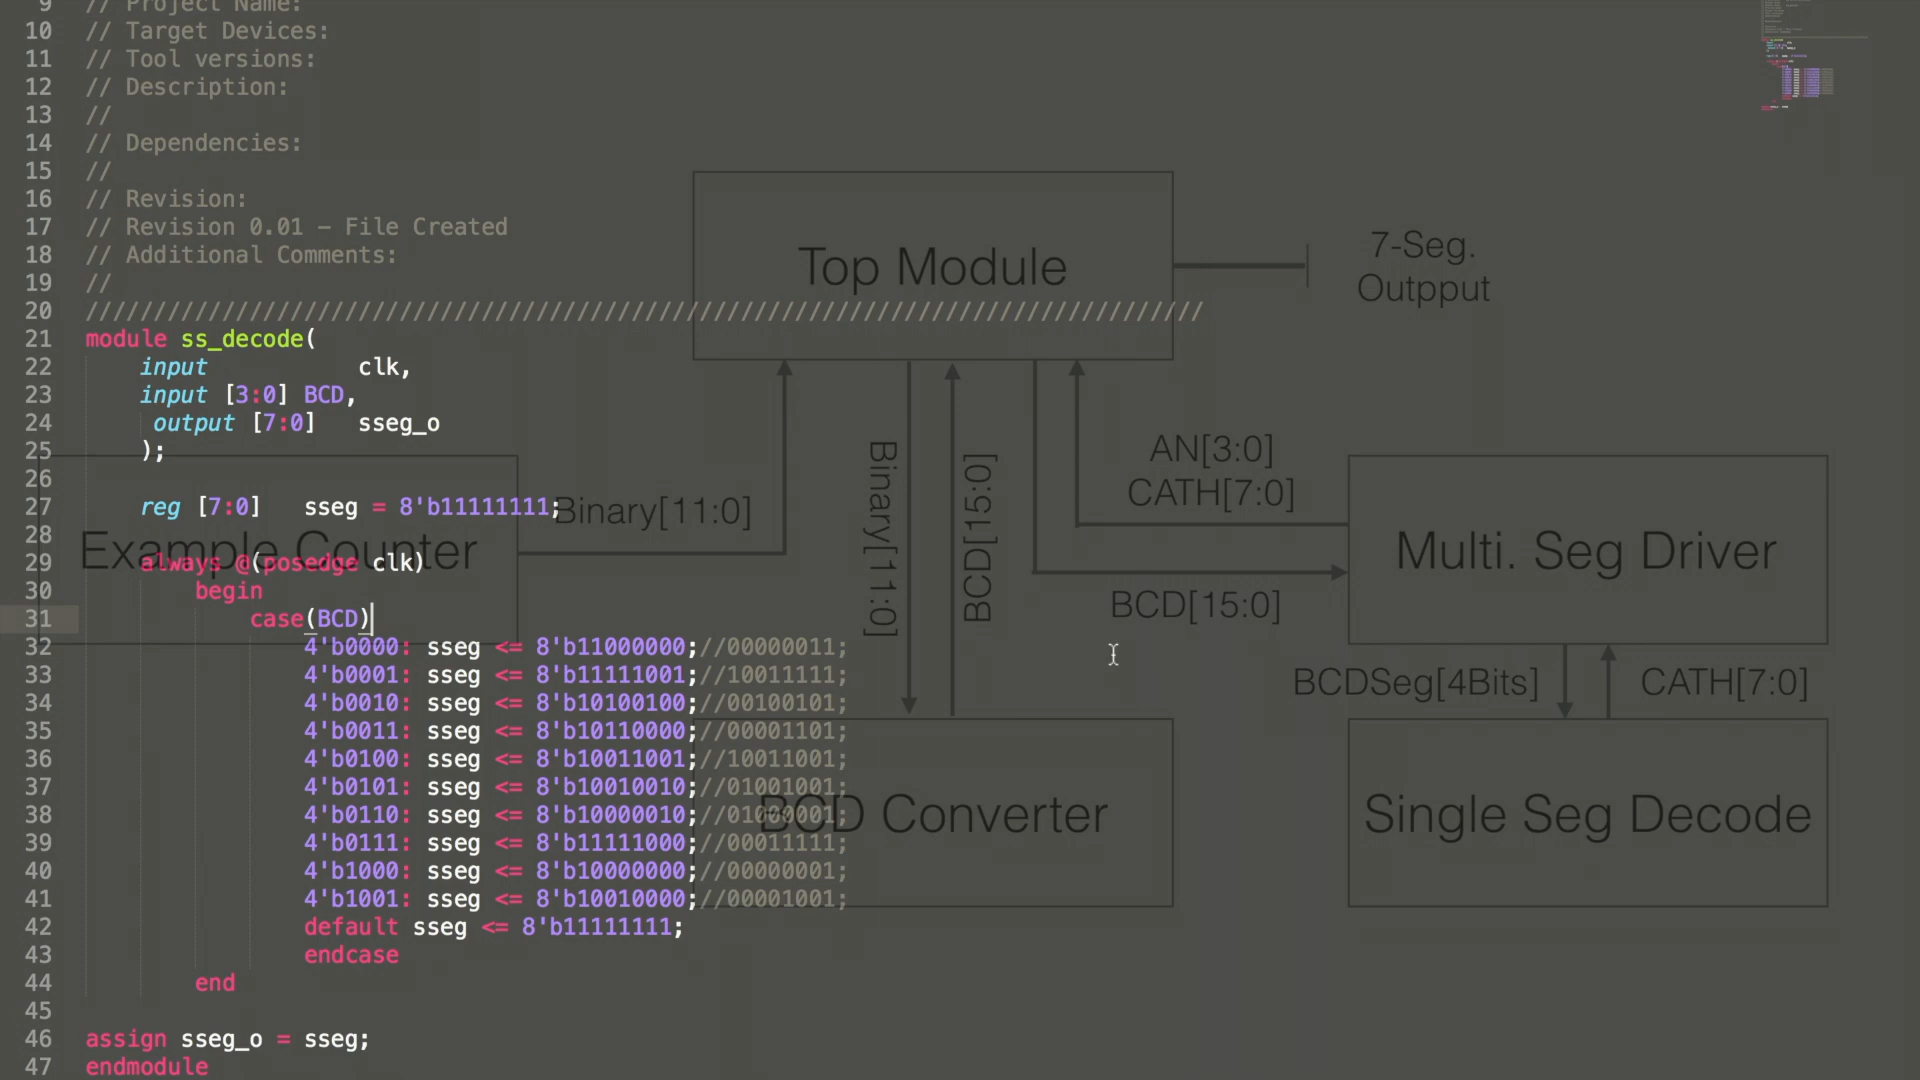 9 // Project Name:
10 // Target Devices:
11 // Tool versions:
12 // Description:
13 //
14 // Dependencies:
15 //
16 // Revision:
17 // Revision 0.01 – File Created
18 // Additional Comments:
19 //
20 //////////////////////////////////////////////////////////////////////////////////
21 module ss_decode(
22 input clk,
23 input [3:0] BCD,
24 output [7:0] sseg_o
25 );
26
27 reg [7:0] sseg = 8'b11111111;
28
29 always @(posedge clk)
30 begin
31 case(BCD)
32 4'b0000: sseg <= 8'b11000000;//00000011;
33 4'b0001: sseg <= 8'b11111001;//10011111;
34 4'b0010: sseg <= 8'b10100100;//00100101;
35 4'b0011: sseg <= 8'b10110000;//00001101;
36 4'b0100: sseg <= 8'b10011001;//10011001;
37 4'b0101: sseg <= 8'b10010010;//01001001;
38 4'b0110: sseg <= 8'b10000010;//01000001;
39 4'b0111: sseg <= 8'b11111000;//00011111;
40 4'b1000: sseg <= 8'b10000000;//00000001;
41 4'b1001: sseg <= 8'b10010000;//00001001;
42 default sseg <= 8'b11111111;
43 endcase
44 end
45
46 assign sseg_o = sseg;
47 endmodule
Top Module
7-Seg.
Outpput
Example Counter
Binary[11:0]
Binary[11:0]
BCD[15:0]
AN[3:0]
CATH[7:0]
BCD[15:0]
Multi. Seg Driver
BCDSeg[4Bits]
CATH[7:0]
BCD Converter
Single Seg Decode